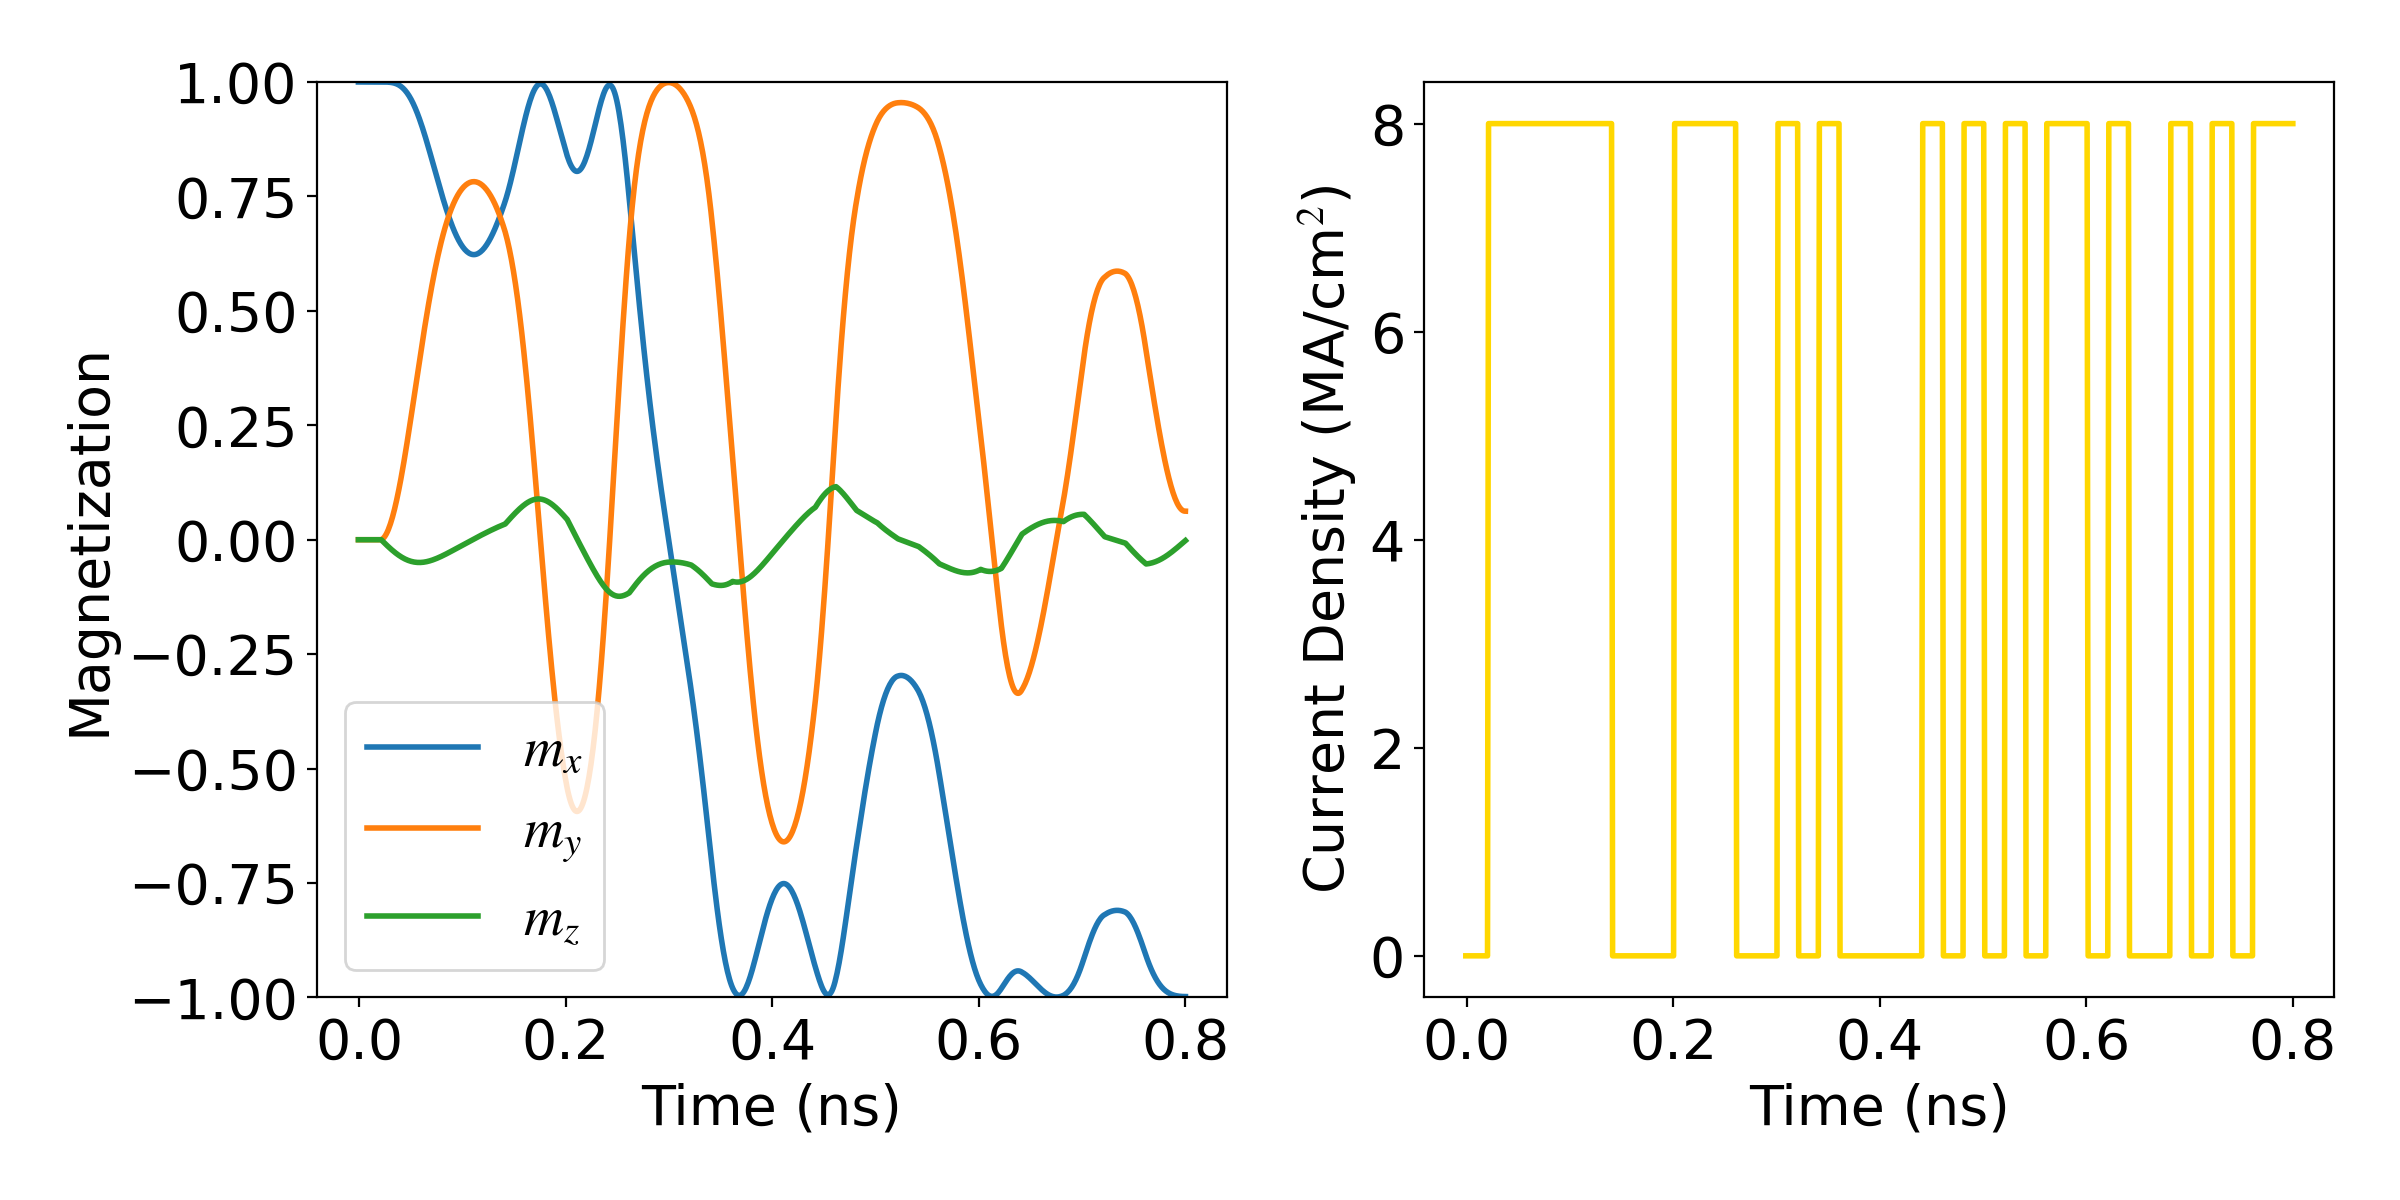 Magnetization
1.00
0.75
0.50
0.25
0.00
−0.25
−0.50
−0.75
−1.00
0.0 0.2 0.4 0.6 0.8
Time (ns)
mₓ
m_y
m_z
Current Density (MA/cm²)
8
6
4
2
0
0.0 0.2 0.4 0.6 0.8
Time (ns)